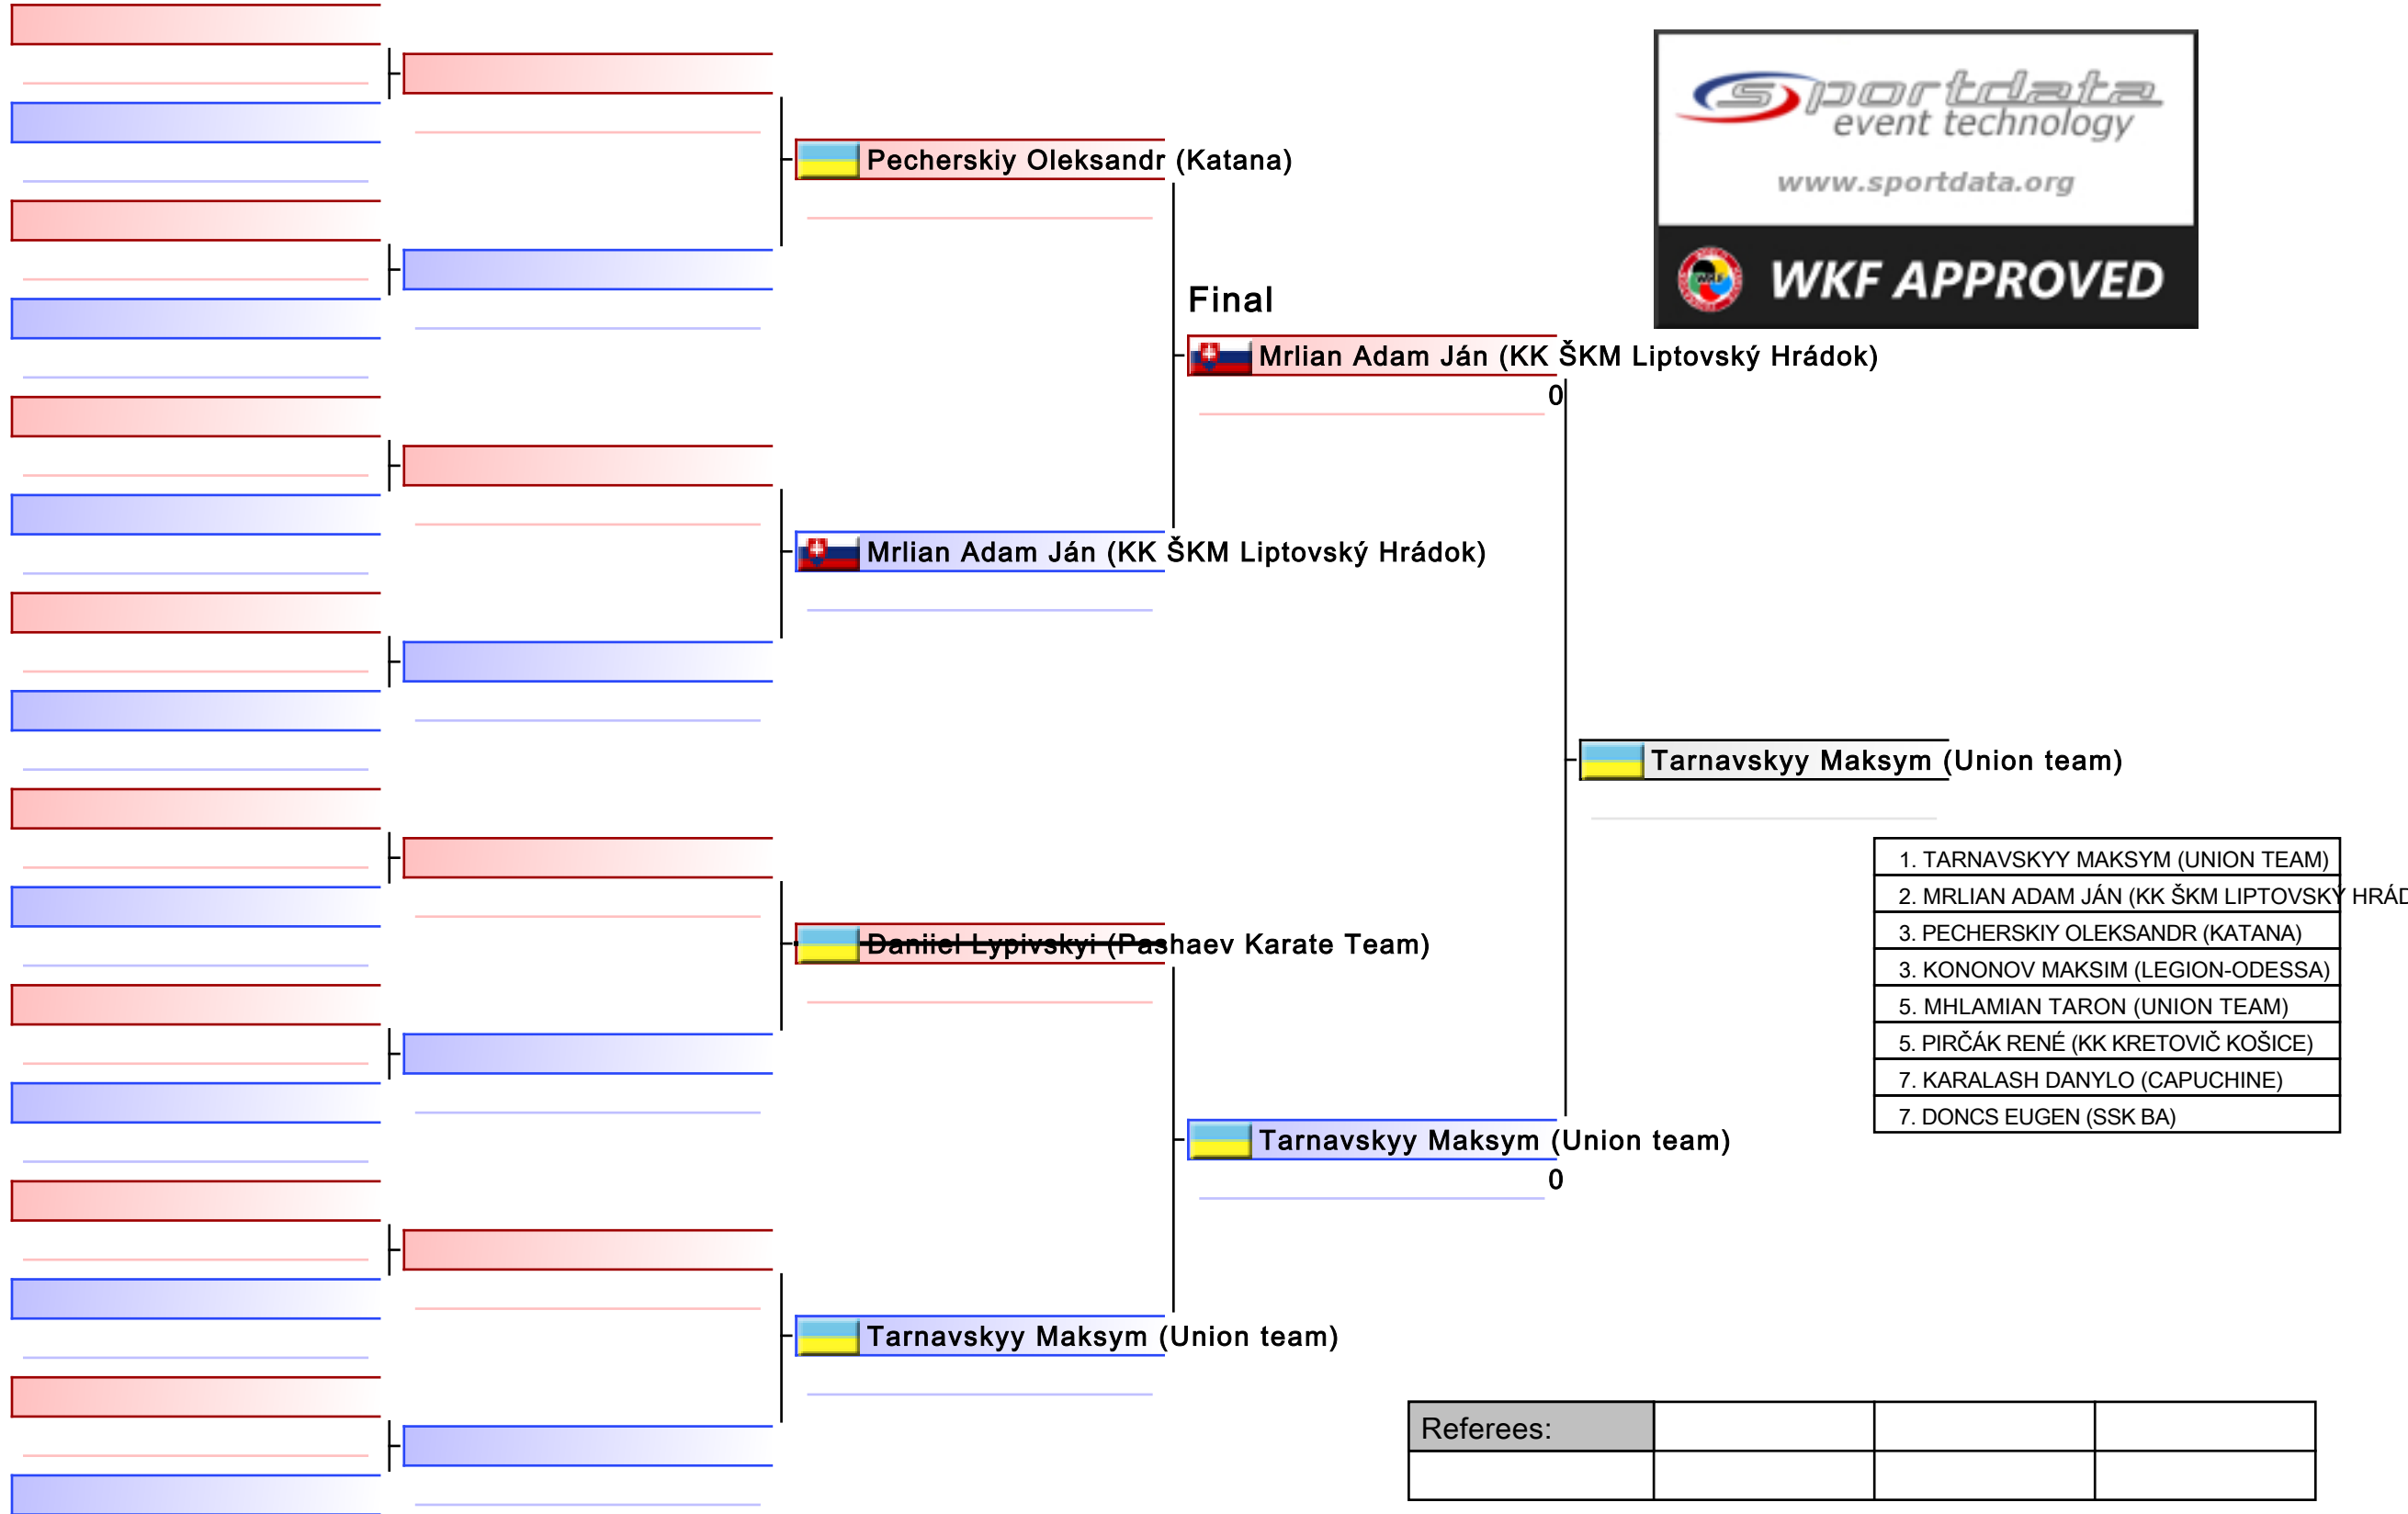 sportdata
event technology
www.sportdata.org
WKF APPROVED
Pecherskiy Oleksandr (Katana)
Final
Mrlian Adam Ján (KK ŠKM Liptovský Hrádok)
0
Mrlian Adam Ján (KK ŠKM Liptovský Hrádok)
Tarnavskyy Maksym (Union team)
1. TARNAVSKYY MAKSYM (UNION TEAM)
2. MRLIAN ADAM JÁN (KK ŠKM LIPTOVSKÝ HRÁD
3. PECHERSKIY OLEKSANDR (KATANA)
3. KONONOV MAKSIM (LEGION-ODESSA)
5. MHLAMIAN TARON (UNION TEAM)
5. PIRČÁK RENÉ (KK KRETOVIČ KOŠICE)
7. KARALASH DANYLO (CAPUCHINE)
7. DONCS EUGEN (SSK BA)
Daniiel Lypivskyi (Pashaev Karate Team)
Tarnavskyy Maksym (Union team)
0
Tarnavskyy Maksym (Union team)
Referees: